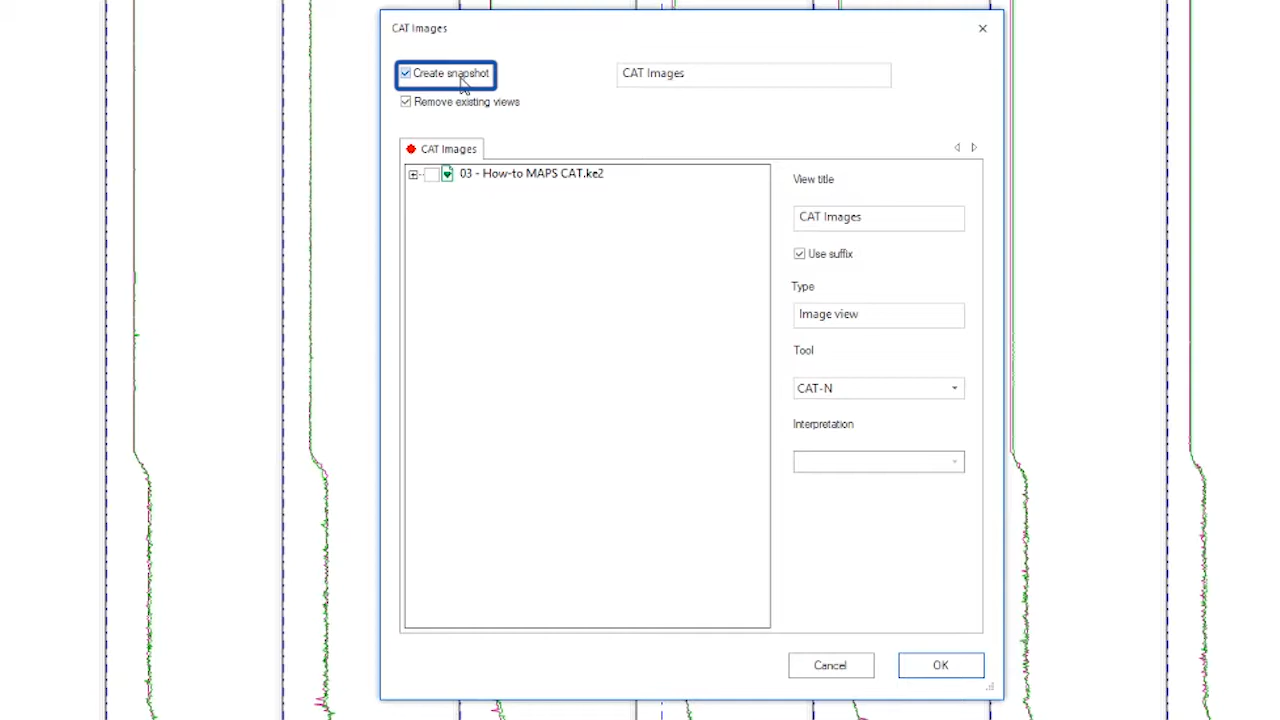 CAT Images
Create snapshot
CAT Images
Remove existing views
CAT Images
03 - How-to MAPS CAT.ke2
View title
CAT Images
Use suffix
Type
Image view
Tool
CAT-N
Interpretation
Cancel
OK